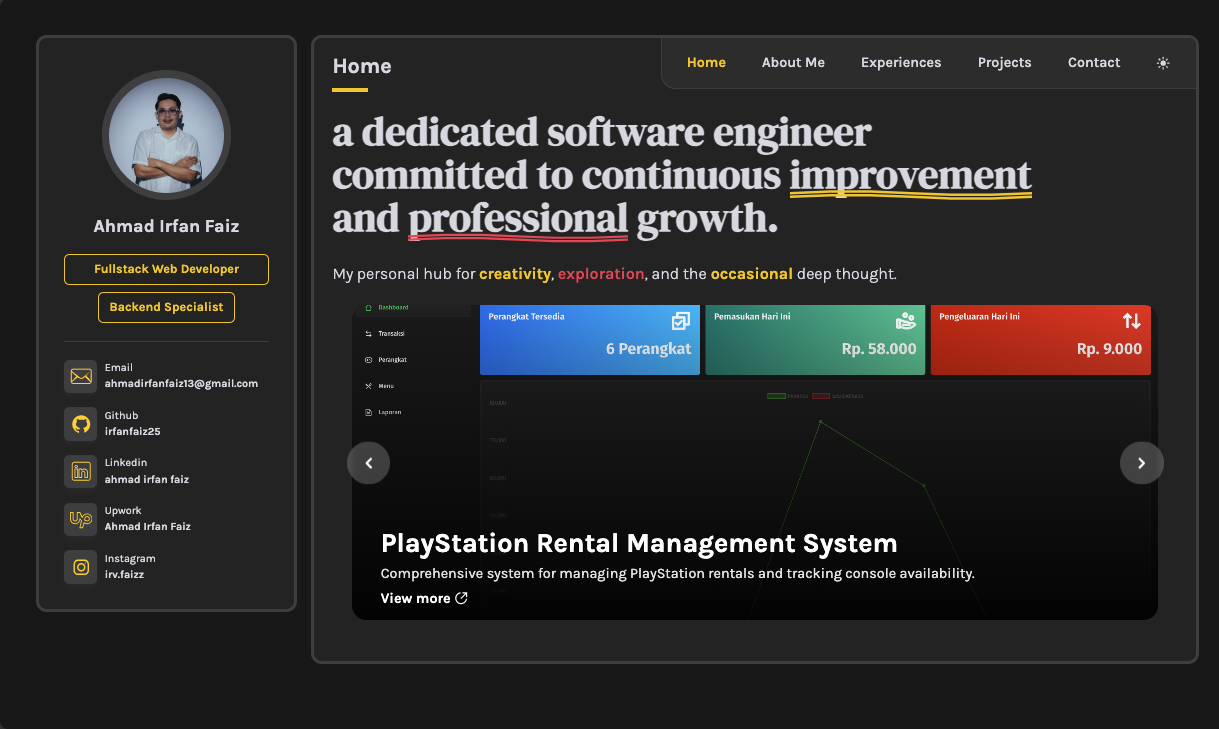 Ahmad Irfan Faiz
Fullstack Web Developer
Backend Specialist
Email
ahmadirfanfaiz13@gmail.com
Github
irfanfaiz25
Linkedin
ahmad irfan faiz
Upwork
Ahmad Irfan Faiz
Instagram
irv.faizz
Home
Home About Me Experiences Projects Contact
a dedicated software engineer
committed to continuous improvement
and professional growth.
My personal hub for creativity, exploration, and the occasional deep thought.
Dashboard
Transaksi
Perangkat
Menu
Laporan
Perangkat Tersedia
6 Perangkat
Pemasukan Hari Ini
Rp. 58.000
Pengeluaran Hari Ini
Rp. 9.000
PlayStation Rental Management System
Comprehensive system for managing PlayStation rentals and tracking console availability.
View more